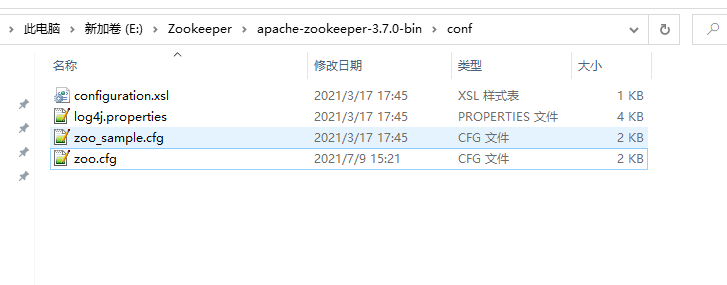 此电脑 › 新加卷 (E:) › Zookeeper › apache-zookeeper-3.7.0-bin › conf
名称 修改日期 类型 大小
configuration.xsl 2021/3/17 17:45 XSL 样式表 1 KB
log4j.properties 2021/3/17 17:45 PROPERTIES 文件 4 KB
zoo_sample.cfg 2021/3/17 17:45 CFG 文件 2 KB
zoo.cfg 2021/7/9 15:21 CFG 文件 2 KB